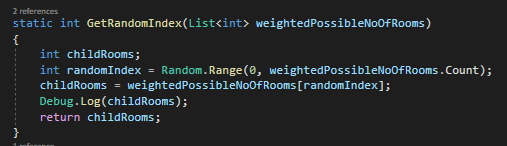 2 references
static int GetRandomIndex(List<int> weightedPossibleNoOfRooms)
{
int childRooms;
int randomIndex = Random.Range(0, weightedPossibleNoOfRooms.Count);
childRooms = weightedPossibleNoOfRooms[randomIndex];
Debug.Log(childRooms);
return childRooms;
}
1 reference